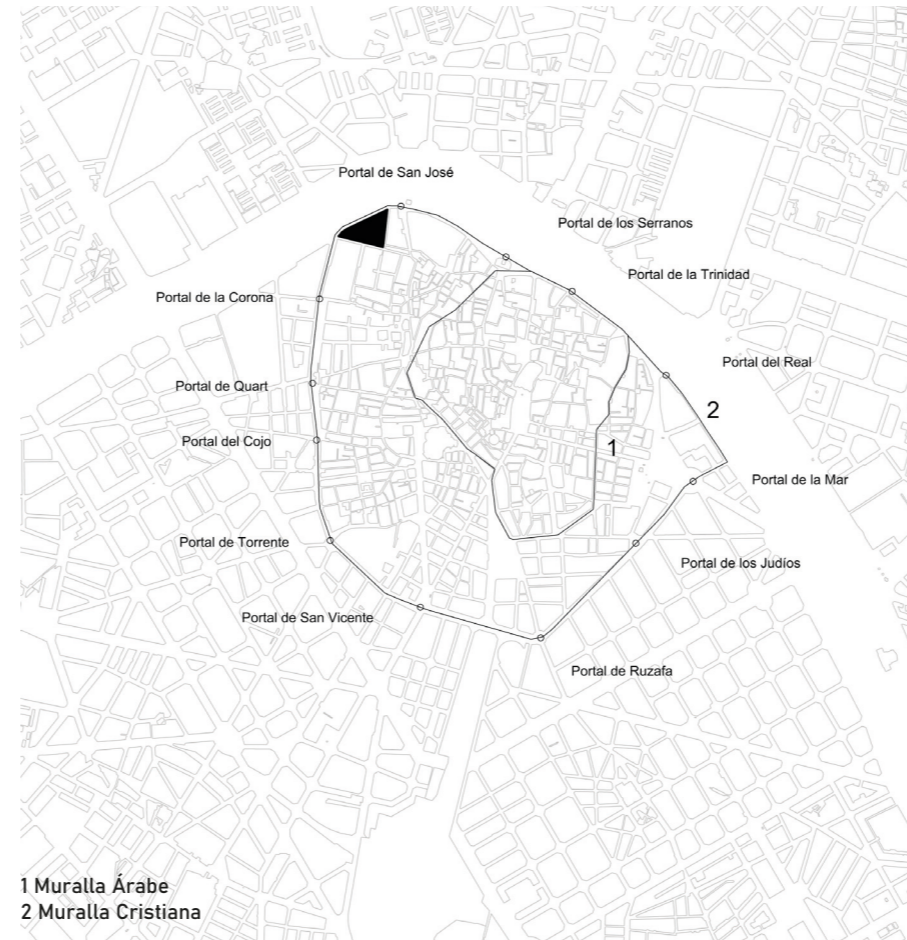 Portal de San José
Portal de los Serranos
Portal de la Trinidad
Portal de la Corona
Portal del Real
Portal de Quart
2
Portal del Cojo
1
Portal de la Mar
Portal de Torrente
Portal de los Judíos
Portal de San Vicente
Portal de Ruzafa
1 Muralla Árabe
2 Muralla Cristiana